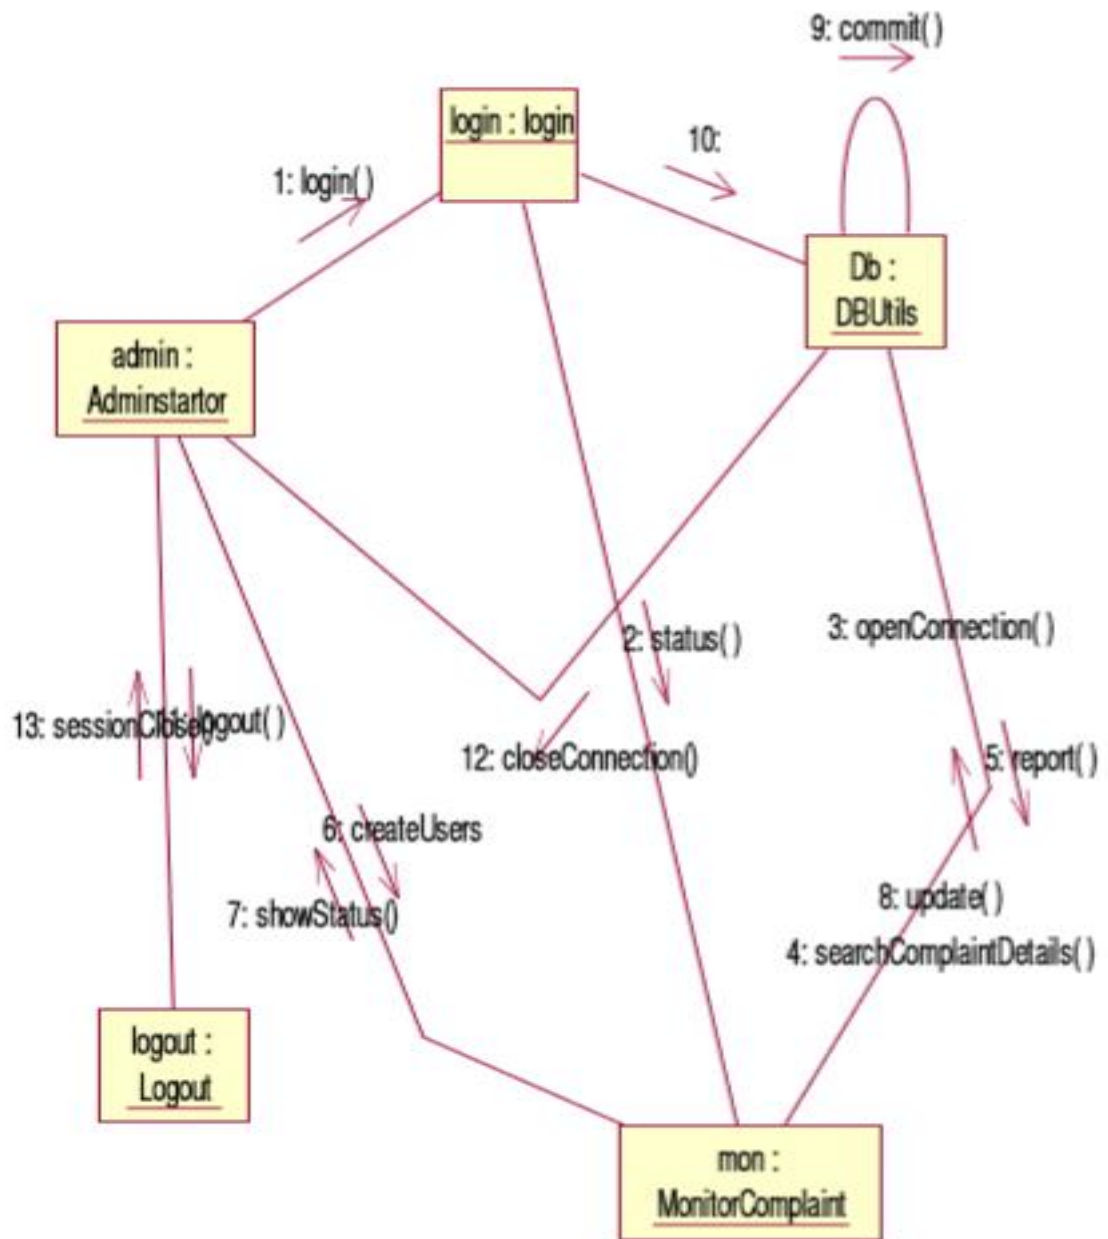 9: commit( )
login : login
10:
1: login( )
Db :
DBUtils
admin :
Adminstartor
2: status( )
3: openConnection( )
13: sessionClose()
logout( )
12: closeConnection()
5: report( )
6: createUsers
7: showStatus()
8: update( )
4: searchComplaintDetails( )
logout :
Logout
mon :
MonitorComplaint